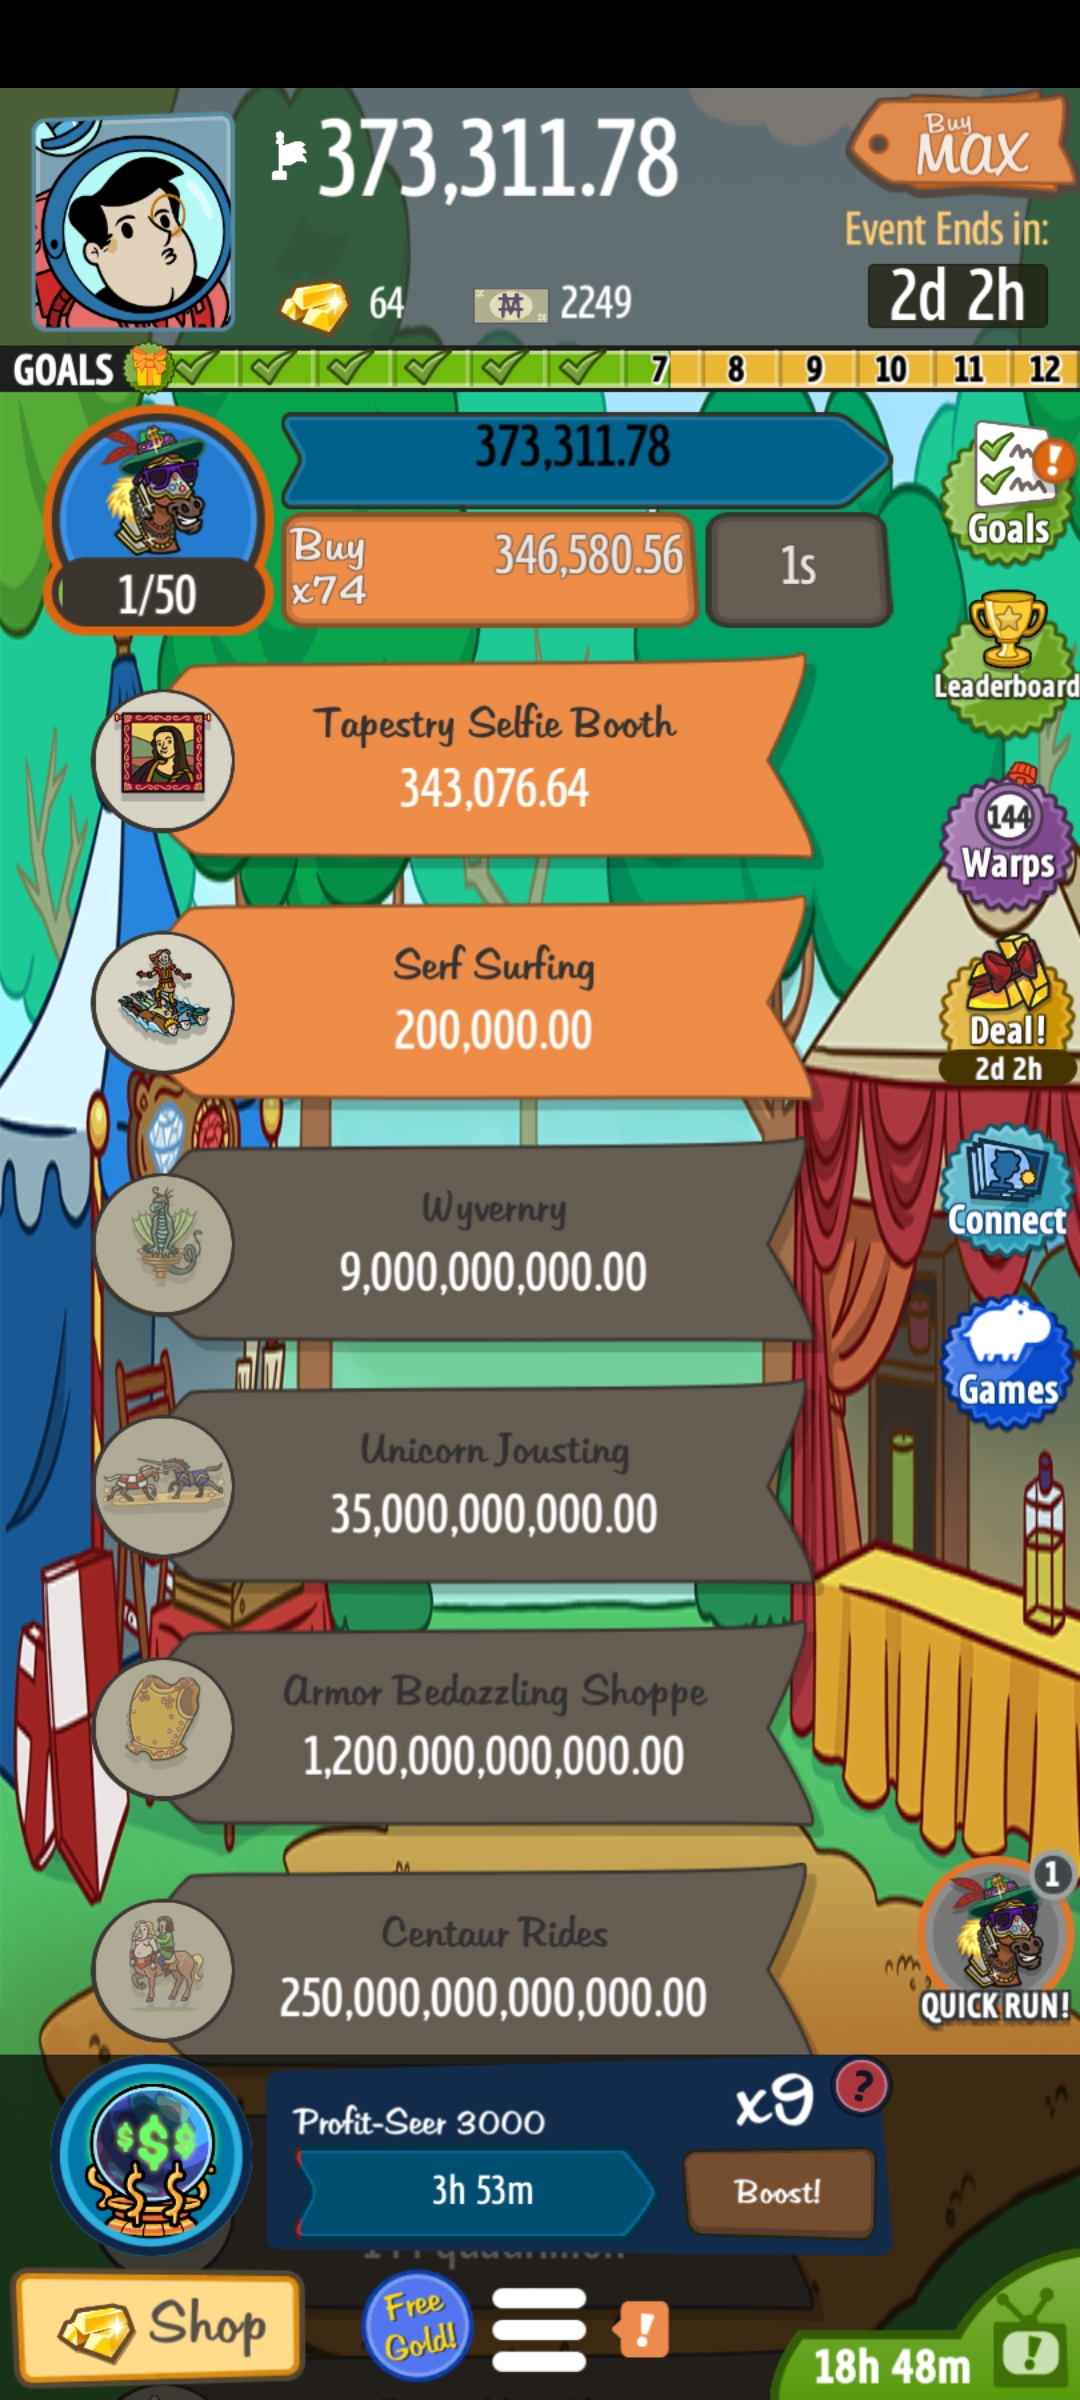 373,311.78
Buy
MAX
Event Ends in:
64
2249
2d 2h
GOALS 7 8 9 10 11 12
373,311.78
Buy
x74
346,580.56
1s
1/50
Goals
Leaderboard
Tapestry Selfie Booth
343,076.64
144
Warps
Serf Surfing
200,000.00
Deal!
2d 2h
Wyvernry
9,000,000,000.00
Connect
Unicorn Jousting
35,000,000,000.00
Games
Armor Bedazzling Shoppe
1,200,000,000,000.00
Centaur Rides
250,000,000,000,000.00
1
QUICK RUN!
Profit-Seer 3000
x9
?
3h 53m
Boost!
Shop
Free
Gold!
!
18h 48m